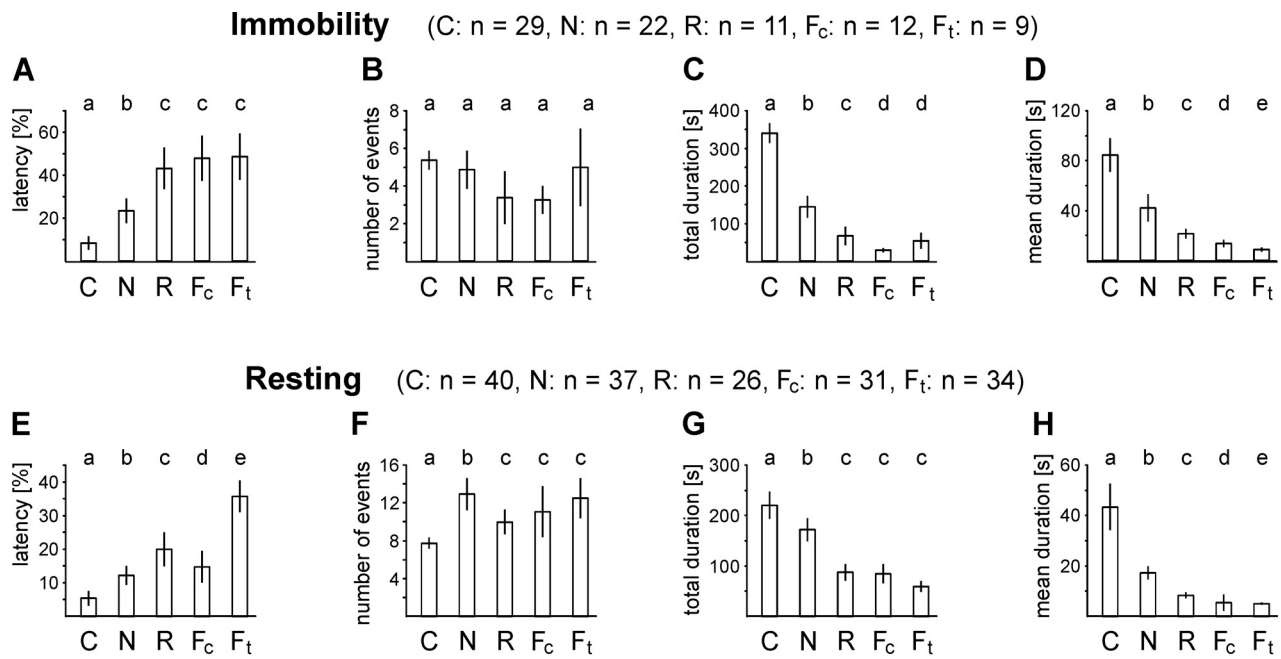 Immobility (C: n = 29, N: n = 22, R: n = 11, Fc: n = 12, Ft: n = 9)
A B C D
a b c c c
latency [%]
60
40
20
C N R Fc Ft
a a a a a
number of events
8
6
4
2
C N R Fc Ft
a b c d d
total duration [s]
400
300
200
100
C N R Fc Ft
a b c d e
mean duration [s]
120
80
40
C N R Fc Ft
Resting (C: n = 40, N: n = 37, R: n = 26, Fc: n = 31, Ft: n = 34)
E F G H
a b c d e
latency [%]
40
30
20
10
C N R Fc Ft
a b c c c
number of events
16
12
8
4
C N R Fc Ft
a b c c c
total duration [s]
300
200
100
C N R Fc Ft
a b c d e
mean duration [s]
60
40
20
C N R Fc Ft